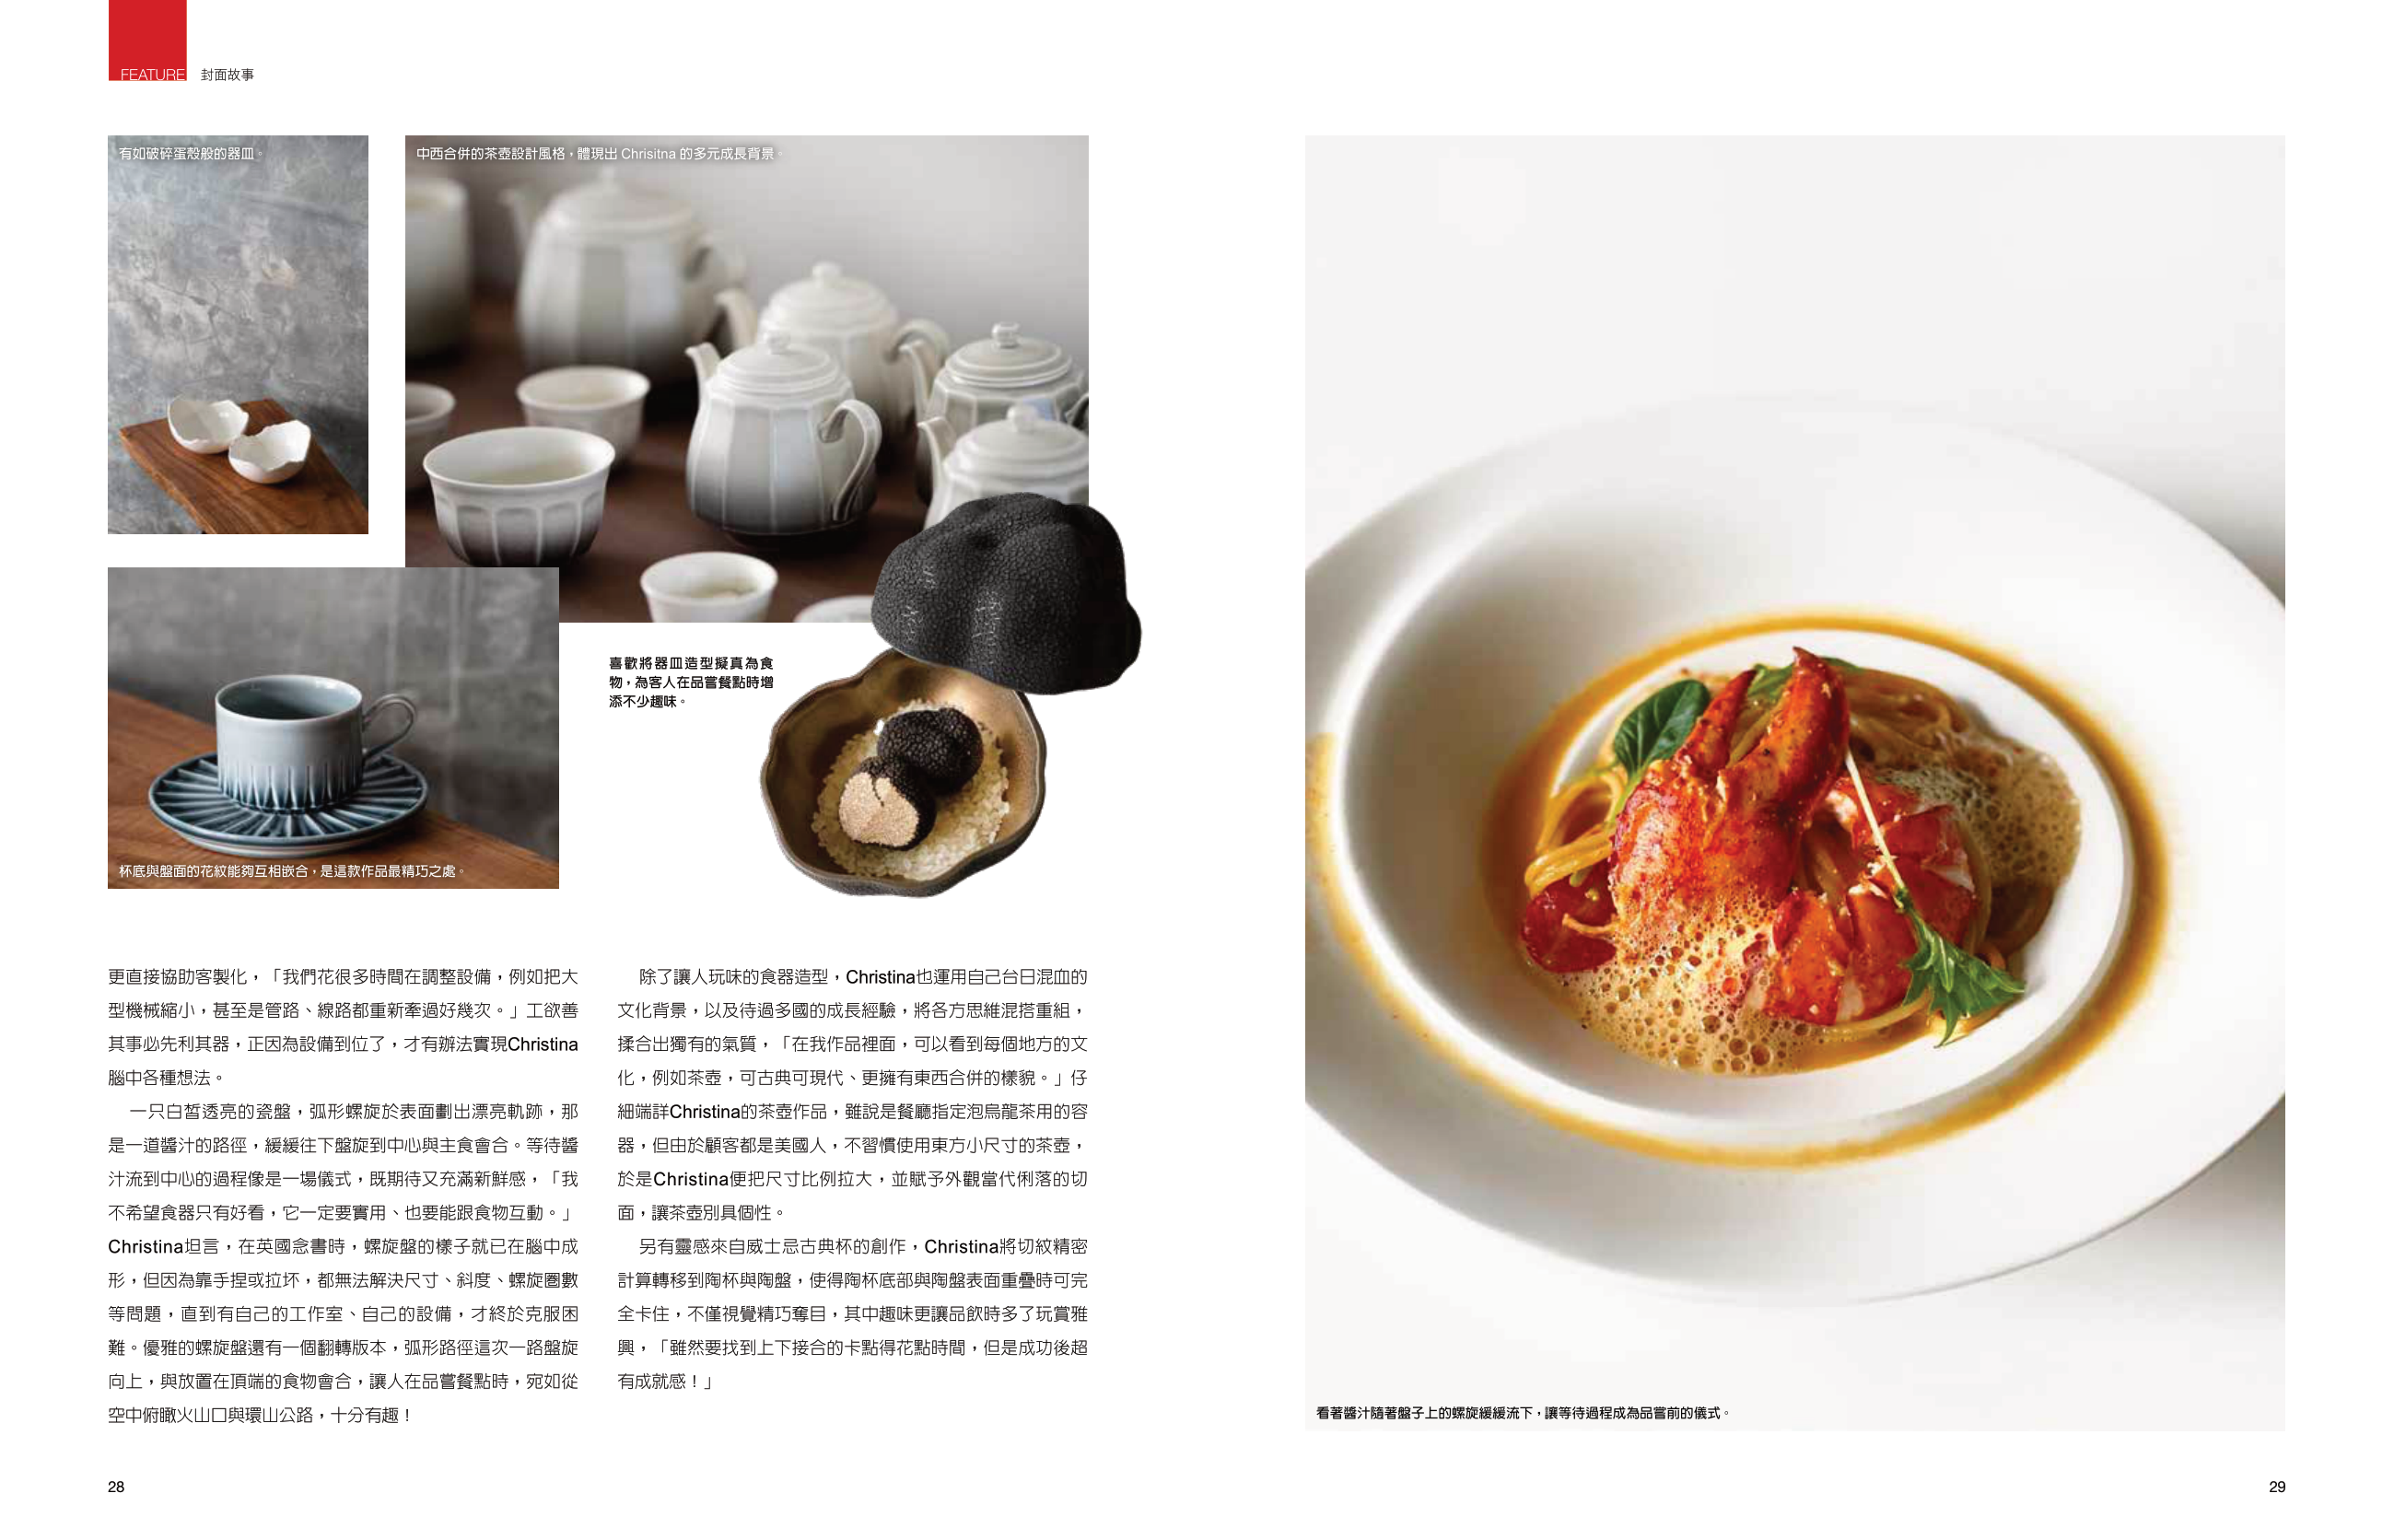 FEATURE 封面故事
有如破碎蛋殼般的器皿。
中西合併的茶壺設計風格，體現出 Chrisitna 的多元成長背景。
喜歡將器皿造型擬真為食
物，為客人在品嘗餐點時增
添不少趣味。
杯底與盤面的花紋能夠互相嵌合，是這款作品最精巧之處。
更直接協助客製化，「我們花很多時間在調整設備，例如把大
型機械縮小，甚至是管路、線路都重新牽過好幾次。」工欲善
其事必先利其器，正因為設備到位了，才有辦法實現Christina
腦中各種想法。
一只白皙透亮的瓷盤，弧形螺旋於表面劃出漂亮軌跡，那
是一道醬汁的路徑，緩緩往下盤旋到中心與主食會合。等待醬
汁流到中心的過程像是一場儀式，既期待又充滿新鮮感，「我
不希望食器只有好看，它一定要實用、也要能跟食物互動。」
Christina坦言，在英國念書時，螺旋盤的樣子就已在腦中成
形，但因為靠手捏或拉坏，都無法解決尺寸、斜度、螺旋圈數
等問題，直到有自己的工作室、自己的設備，才終於克服困
難。優雅的螺旋盤還有一個翻轉版本，弧形路徑這次一路盤旋
向上，與放置在頂端的食物會合，讓人在品嘗餐點時，宛如從
空中俯瞰火山口與環山公路，十分有趣！
除了讓人玩味的食器造型，Christina也運用自己台日混血的
文化背景，以及待過多國的成長經驗，將各方思維混搭重組，
揉合出獨有的氣質，「在我作品裡面，可以看到每個地方的文
化，例如茶壺，可古典可現代、更擁有東西合併的樣貌。」仔
細端詳Christina的茶壺作品，雖說是餐廳指定泡烏龍茶用的容
器，但由於顧客都是美國人，不習慣使用東方小尺寸的茶壺，
於是Christina便把尺寸比例拉大，並賦予外觀當代俐落的切
面，讓茶壺別具個性。
另有靈感來自威士忌古典杯的創作，Christina將切紋精密
計算轉移到陶杯與陶盤，使得陶杯底部與陶盤表面重疊時可完
全卡住，不僅視覺精巧奪目，其中趣味更讓品飲時多了玩賞雅
興，「雖然要找到上下接合的卡點得花點時間，但是成功後超
有成就感！」
看著醬汁隨著盤子上的螺旋緩緩流下，讓等待過程成為品嘗前的儀式。
28
29